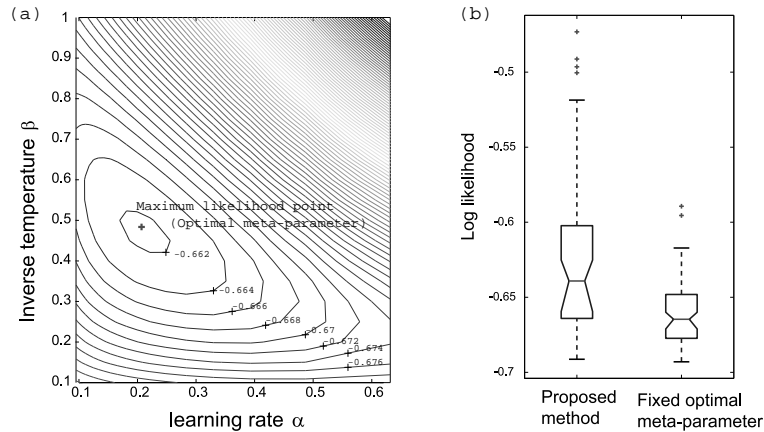 (a)
1
0.9
0.8
0.7
0.6
0.5
0.4
0.3
0.2
0.1
Inverse temperature β
Maximum likelihood point
(Optimal meta-parameter)
-0.662
-0.664
-0.666
-0.668
-0.67
-0.672
-0.674
-0.676
0.1 0.2 0.3 0.4 0.5 0.6
learning rate α
(b)
-0.5
-0.55
-0.6
-0.65
-0.7
Log likelihood
Proposed
method
Fixed optimal
meta-parameter